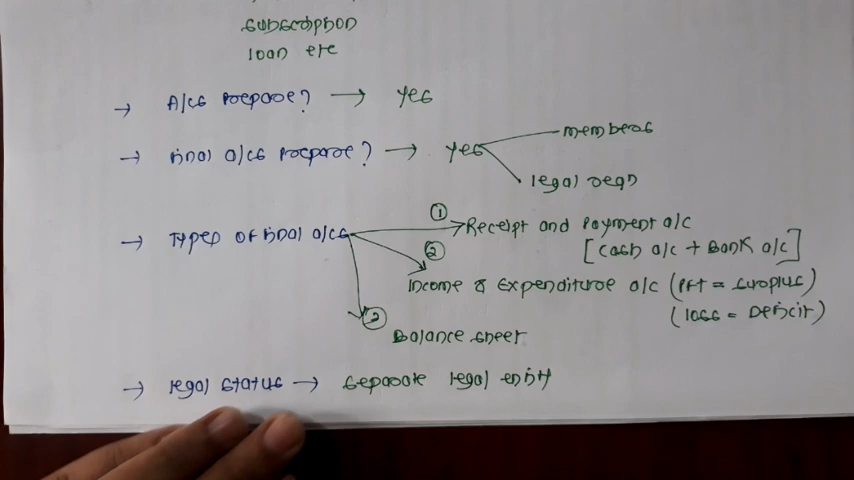 subscription
loan etc
→ A/cs prepare? → Yes
→ final a/cs prepare? → Yes members
legal reqn
→ Types of final a/cs ① Receipt and payment a/c
[cash a/c + Bank a/c]
② Income & Expenditure a/c (pft = surplus)
(loss = Deficit)
③ Balance sheet
→ legal status → separate legal entity